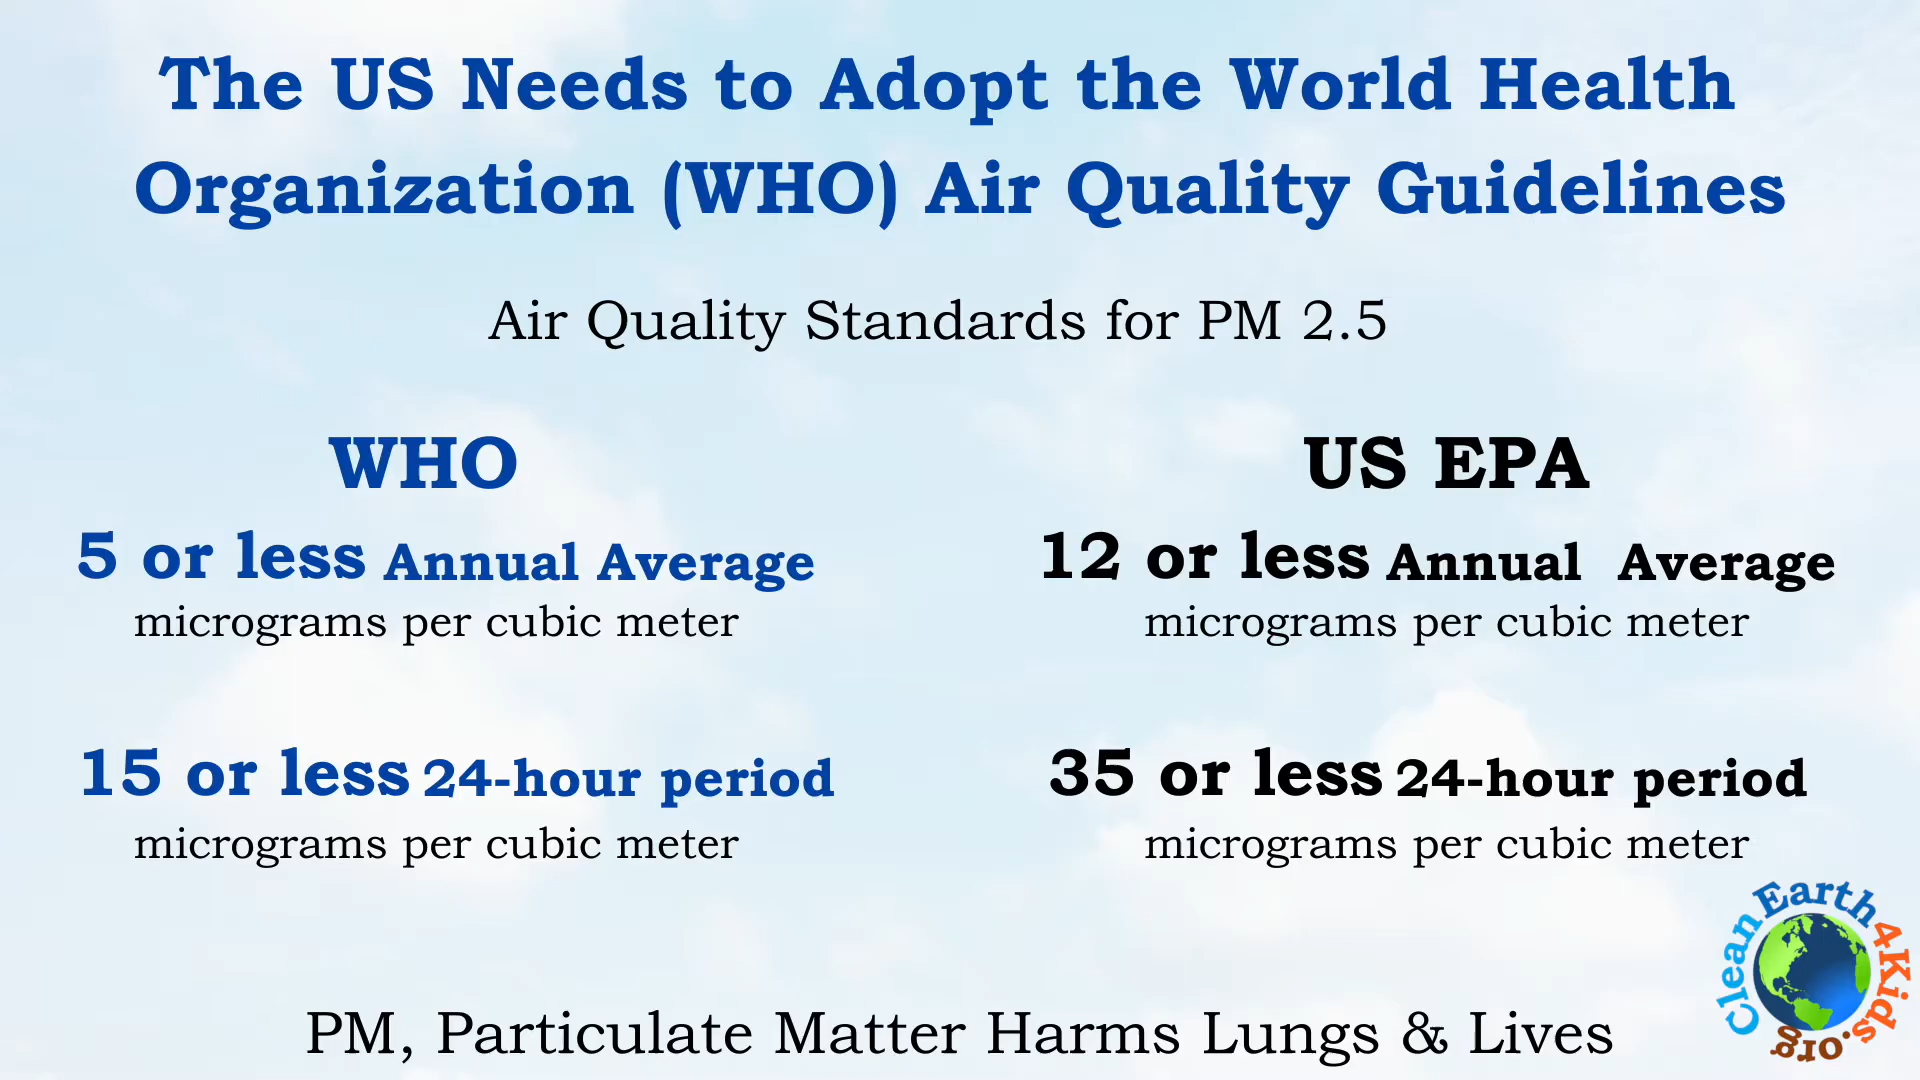 The US Needs to Adopt the World Health
Organization (WHO) Air Quality Guidelines
Air Quality Standards for PM 2.5
WHO
5 or less Annual Average
micrograms per cubic meter
15 or less 24-hour period
micrograms per cubic meter
US EPA
12 or less Annual Average
micrograms per cubic meter
35 or less 24-hour period
micrograms per cubic meter
PM, Particulate Matter Harms Lungs & Lives
CleanEarth4Kids.org